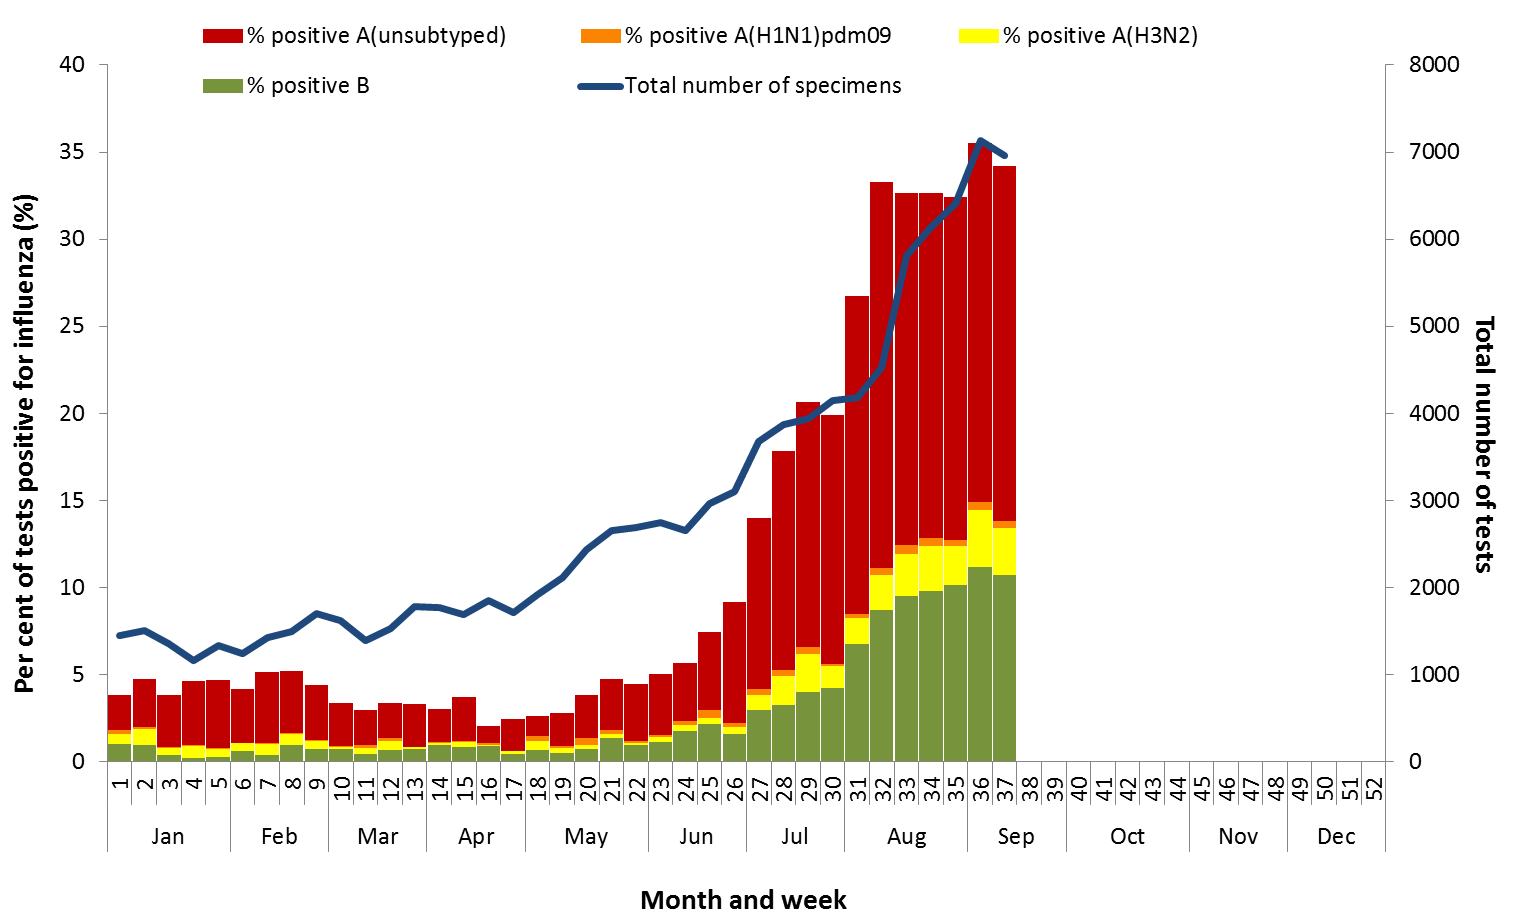 % positive A(unsubtyped) % positive A(H1N1)pdm09 % positive A(H3N2)
% positive B Total number of specimens
Per cent of tests positive for influenza (%)
40
35
30
25
20
15
10
5
0
8000
7000
6000
5000
4000
3000
2000
1000
0
Total number of tests
1 2 3 4 5 6 7 8 9 10 11 12 13 14 15 16 17 18 19 20 21 22 23 24 25 26 27 28 29 30 31 32 33 34 35 36 37 38 39 40 41 42 43 44 45 46 47 48 49 50 51 52
Jan Feb Mar Apr May Jun Jul Aug Sep Oct Nov Dec
Month and week